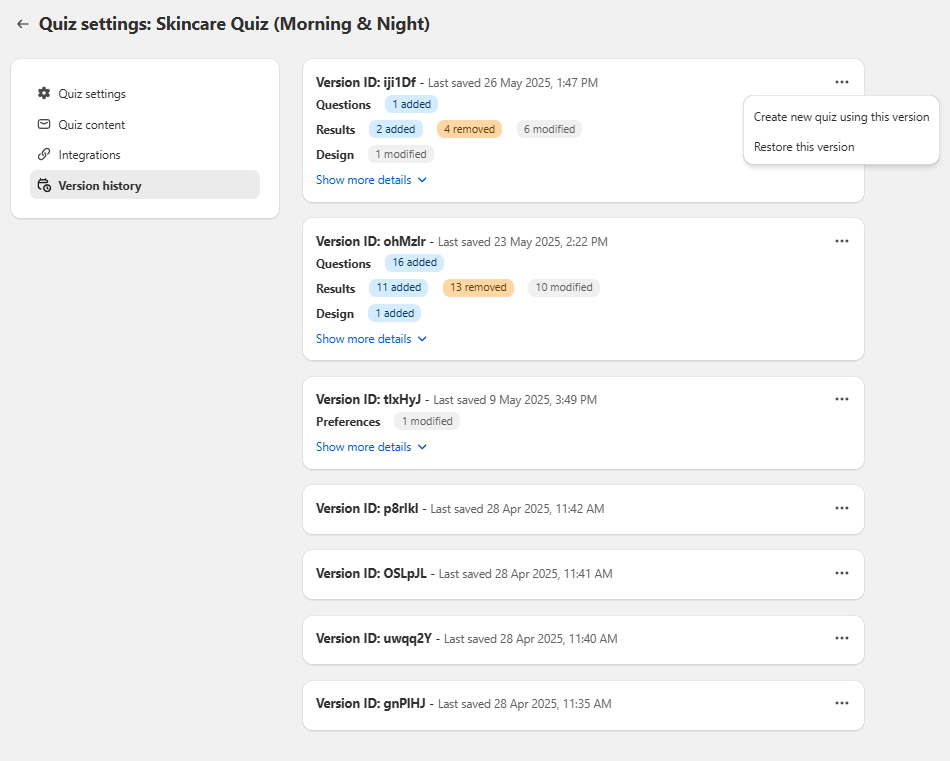 Quiz settings: Skincare Quiz (Morning & Night)
Quiz settings
Quiz content
Integrations
Version history
Version ID: iji1Df - Last saved 26 May 2025, 1:47 PM
Questions 1 added
Results 2 added 4 removed 6 modified
Design 1 modified
Show more details
Create new quiz using this version
Restore this version
Version ID: ohMzlr - Last saved 23 May 2025, 2:22 PM
Questions 16 added
Results 11 added 13 removed 10 modified
Design 1 added
Show more details
Version ID: tlxHyJ - Last saved 9 May 2025, 3:49 PM
Preferences 1 modified
Show more details
Version ID: p8rlkl - Last saved 28 Apr 2025, 11:42 AM
Version ID: OSLpJL - Last saved 28 Apr 2025, 11:41 AM
Version ID: uwqq2Y - Last saved 28 Apr 2025, 11:40 AM
Version ID: gnPIHJ - Last saved 28 Apr 2025, 11:35 AM